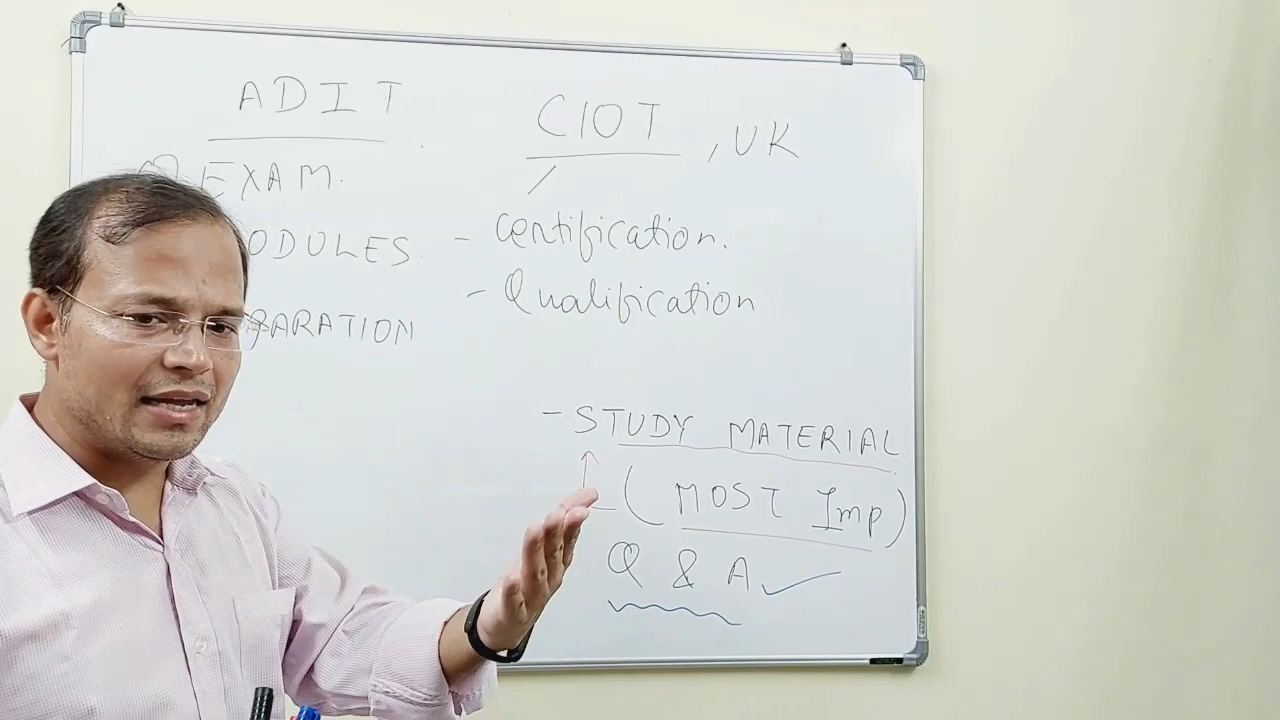 ADIT
EXAM.
ODULES.
ARATION
CIOT, UK
- Certification.
- Qualification
- STUDY MATERIAL
(MOST Imp)
Q & A ✓